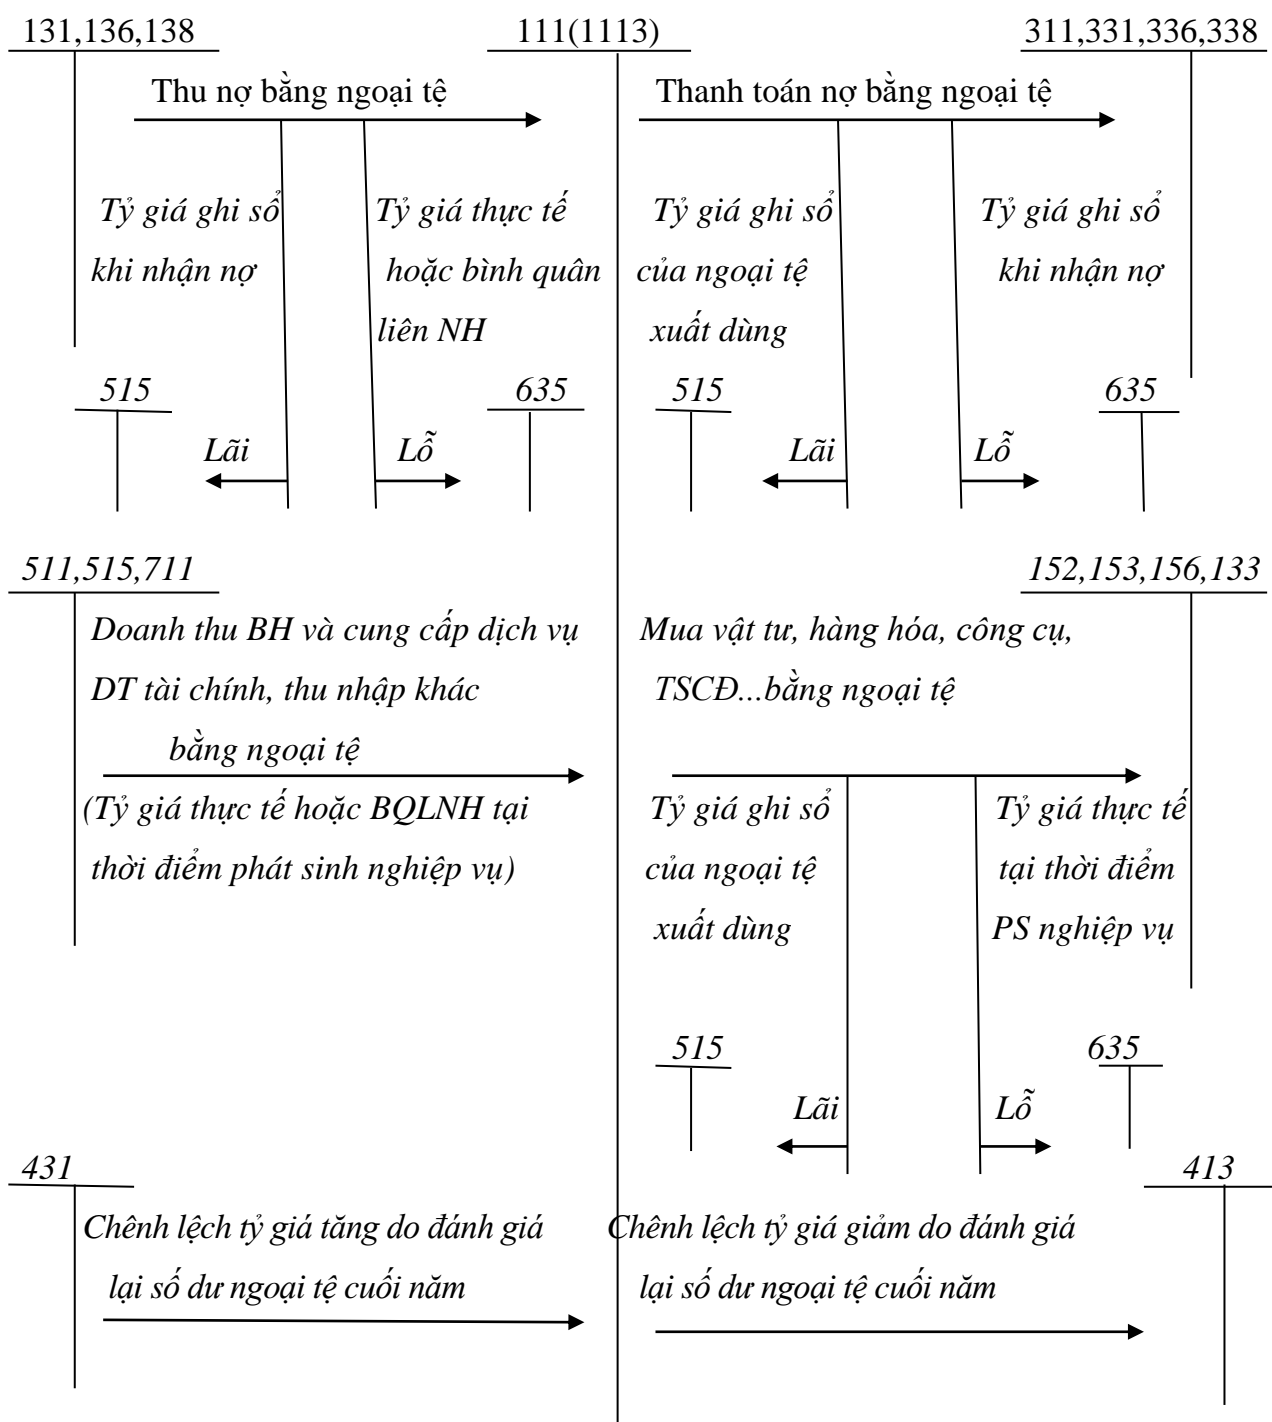 131,136,138
111(1113)
311,331,336,338
Thu nợ bằng ngoại tệ
Thanh toán nợ bằng ngoại tệ
Tỷ giá ghi sổ
khi nhận nợ
Tỷ giá thực tế
hoặc bình quân
liên NH
Tỷ giá ghi sổ
của ngoại tệ
xuất dùng
Tỷ giá ghi sổ
khi nhận nợ
515
635
515
635
Lãi
Lỗ
Lãi
Lỗ
511,515,711
152,153,156,133
Doanh thu BH và cung cấp dịch vụ
DT tài chính, thu nhập khác
bằng ngoại tệ
(Tỷ giá thực tế hoặc BQLNH tại
thời điểm phát sinh nghiệp vụ)
Mua vật tư, hàng hóa, công cụ,
TSCĐ...bằng ngoại tệ
Tỷ giá ghi sổ
của ngoại tệ
xuất dùng
Tỷ giá thực tế
tại thời điểm
PS nghiệp vụ
515
635
Lãi
Lỗ
431
413
Chênh lệch tỷ giá tăng do đánh giá
lại số dư ngoại tệ cuối năm
Chênh lệch tỷ giá giảm do đánh giá
lại số dư ngoại tệ cuối năm